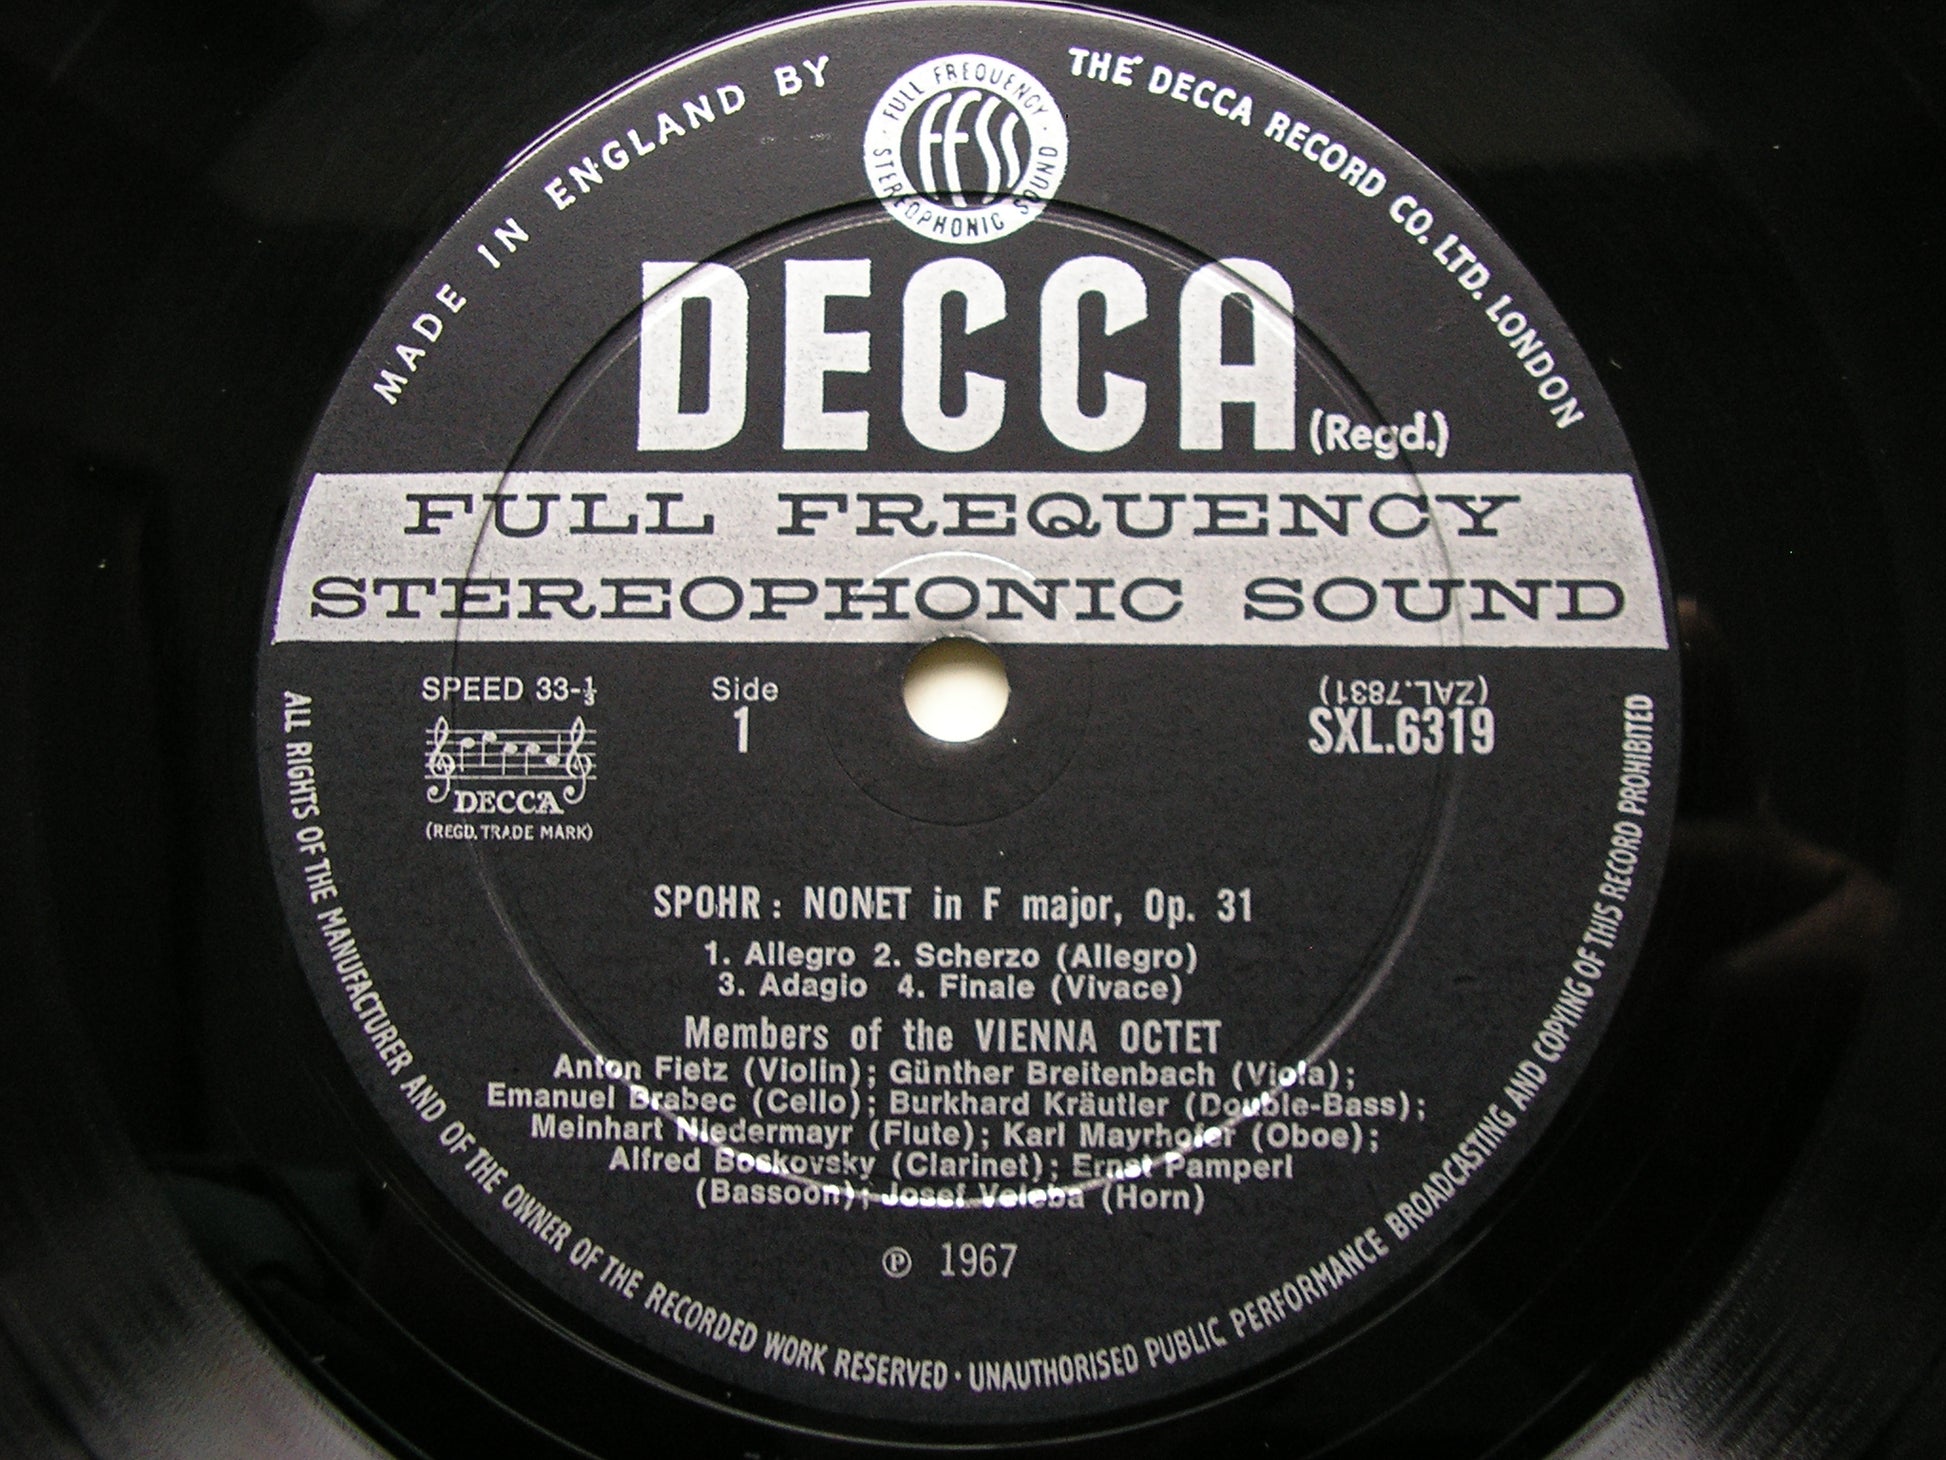 MADE IN ENGLAND BY
THE DECCA RECORD CO. LTD. LONDON
FULL FREQUENCY
FFSS
STEREOPHONIC SOUND
DECCA (Regd.)
FULL FREQUENCY
STEREOPHONIC SOUND
SPEED 33-⅓
Side
1
(ZAL.7831)
SXL.6319
DECCA
(REGD. TRADE MARK)
SPOHR : NONET in F major, Op. 31
1. Allegro 2. Scherzo (Allegro)
3. Adagio 4. Finale (Vivace)
Members of the VIENNA OCTET
Anton Fietz (Violin); Günther Breitenbach (Viola);
Emanuel Brabec (Cello); Burkhard Kräutler (Double-Bass);
Meinhart Niedermayr (Flute); Karl Mayrhofer (Oboe);
Alfred Boskovsky (Clarinet); Ernst Pamperl
(Bassoon); Josef Veleba (Horn)
℗ 1967
ALL RIGHTS OF THE MANUFACTURER AND OF THE OWNER OF THE RECORDED WORK RESERVED · UNAUTHORISED PUBLIC PERFORMANCE BROADCASTING AND COPYING OF THIS RECORD PROHIBITED